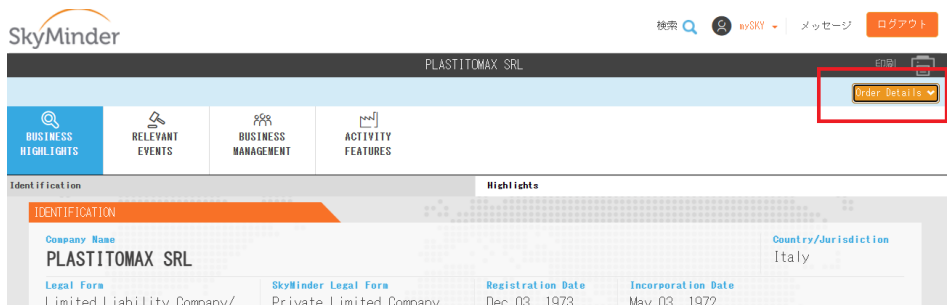 SkyMinder
検索 mySKY メッセージ ログアウト
PLASTITOMAX SRL 印刷
Order Details
BUSINESS HIGHLIGHTS
RELEVANT EVENTS
BUSINESS MANAGEMENT
ACTIVITY FEATURES
Identification Highlights
IDENTIFICATION
Company Name Country/Jurisdiction
PLASTITOMAX SRL Italy
Legal Form SkyMinder Legal Form Registration Date Incorporation Date
Limited Liability Company/ Private Limited Company Dec 03, 1973 May 03, 1972